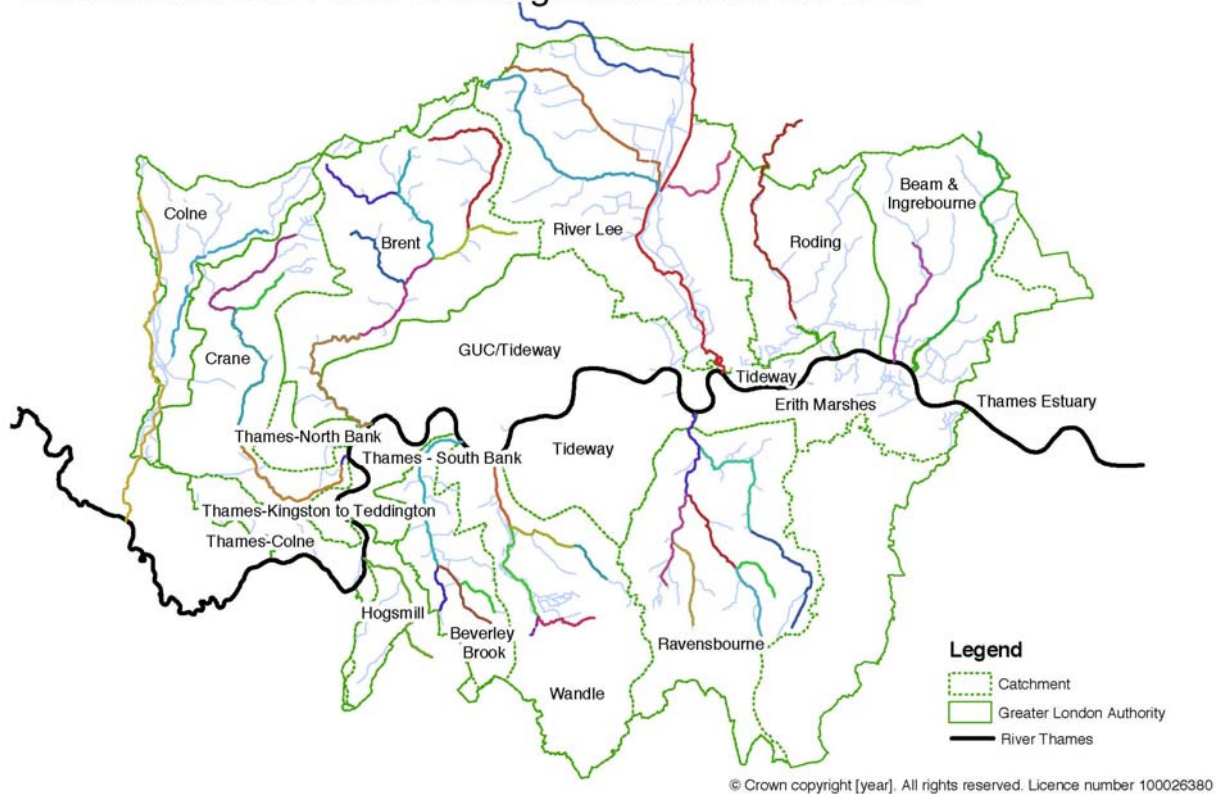 Colne
Brent
River Lee
Roding
Beam &
Ingrebourne
Crane
GUC/Tideway
Tideway
Erith Marshes
Thames Estuary
Thames-North Bank
Thames - South Bank
Tideway
Thames-Kingston to Teddington
Thames-Colne
Hogsmill
Beverley
Brook
Ravensbourne
Wandle
Legend
Catchment
Greater London Authority
River Thames
© Crown copyright [year]. All rights reserved. Licence number 100026380